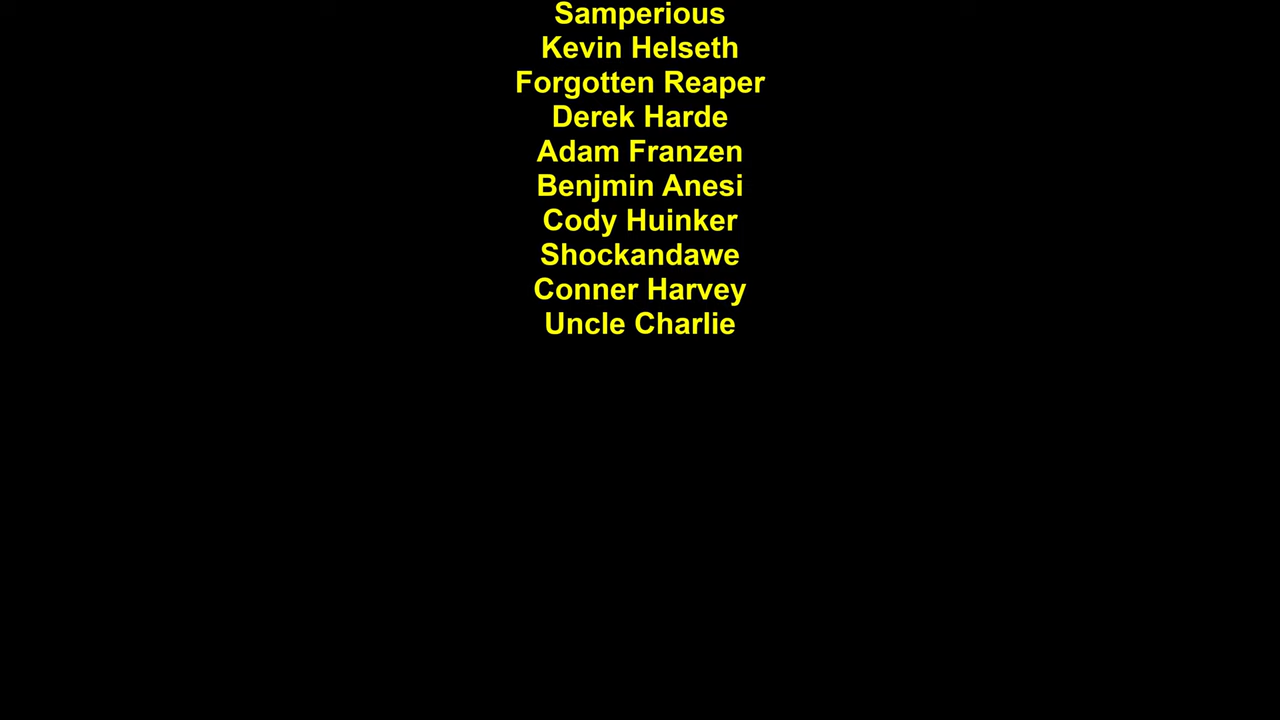 Samperious
Kevin Helseth
Forgotten Reaper
Derek Harde
Adam Franzen
Benjmin Anesi
Cody Huinker
Shockandawe
Conner Harvey
Uncle Charlie